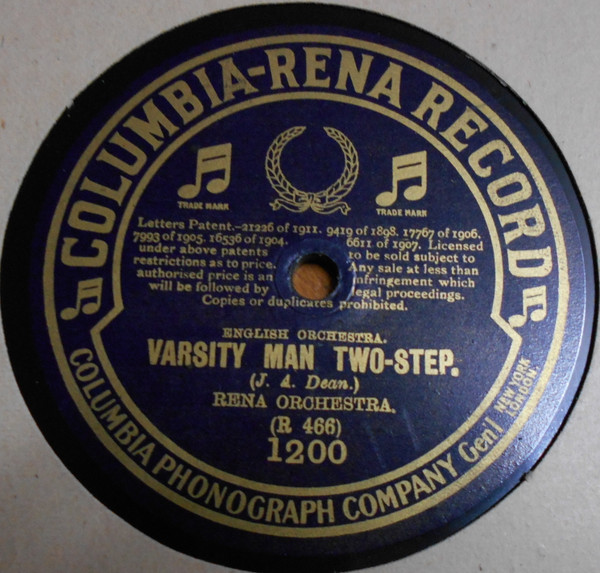 COLUMBIA-RENA RECORD
TRADE MARK
TRADE MARK
Letters Patent.-21226 of 1911. 9419 of 1898. 17767 of 1906.
7993 of 1905. 16536 of 1904. 6611 of 1907. Licensed
under above patents to be sold subject to
restrictions as to price. Any sale at less than
authorised price is an infringement which
will be followed by legal proceedings.
Copies or duplicates prohibited.
ENGLISH ORCHESTRA.
VARSITY MAN TWO-STEP.
(J. A. Dean.)
RENA ORCHESTRA.
(R 466)
1200
COLUMBIA PHONOGRAPH COMPANY Gen'l
NEW YORK
LONDON